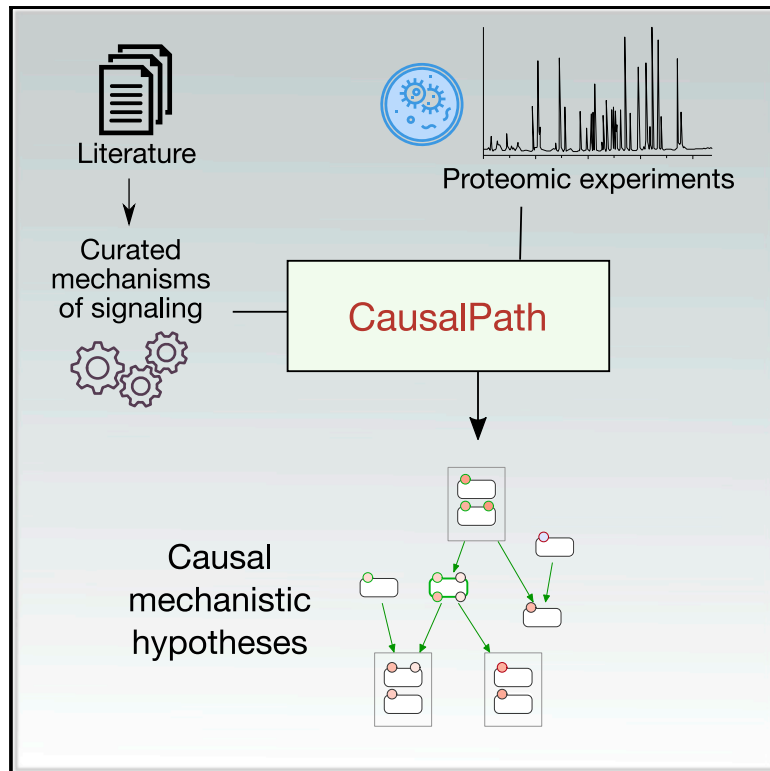 Literature
Proteomic experiments
Curated
mechanisms
of signaling
CausalPath
Causal
mechanistic
hypotheses